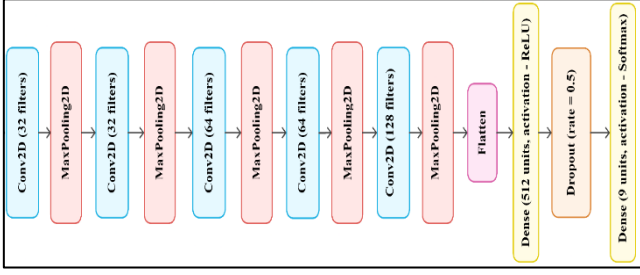 Conv2D (32 filters)
MaxPooling2D
Conv2D (32 filters)
MaxPooling2D
Conv2D (64 filters)
MaxPooling2D
Conv2D (64 filters)
MaxPooling2D
Conv2D (128 filters)
MaxPooling2D
Flatten
Dense (512 units, activation - ReLU)
Dropout (rate = 0.5)
Dense (9 units, activation - Softmax)